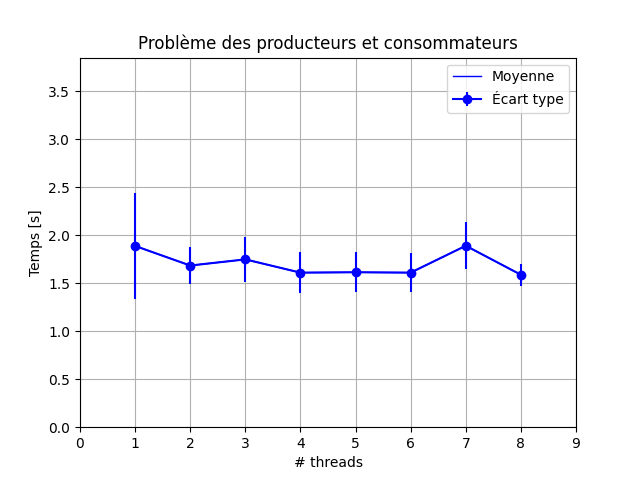 Problème des producteurs et consommateurs
Moyenne
Écart type
3.5
3.0
2.5
2.0
1.5
1.0
0.5
0.0
Temps [s]
0 1 2 3 4 5 6 7 8 9
# threads